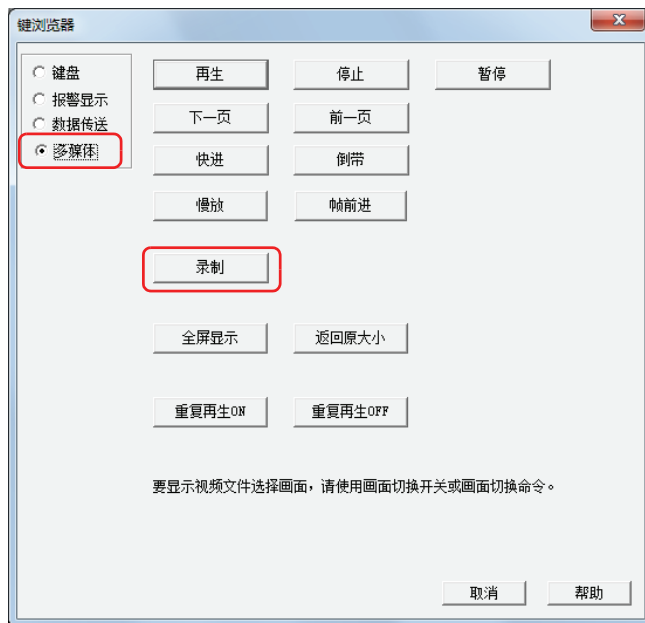 键浏览器
键盘
报警显示
数据传送
多媒体
再生 停止 暂停
下一页 前一页
快进 倒带
慢放 帧前进
录制
全屏显示 返回原大小
重复再生ON 重复再生OFF
要显示视频文件选择画面，请使用画面切换开关或画面切换命令。
取消 帮助